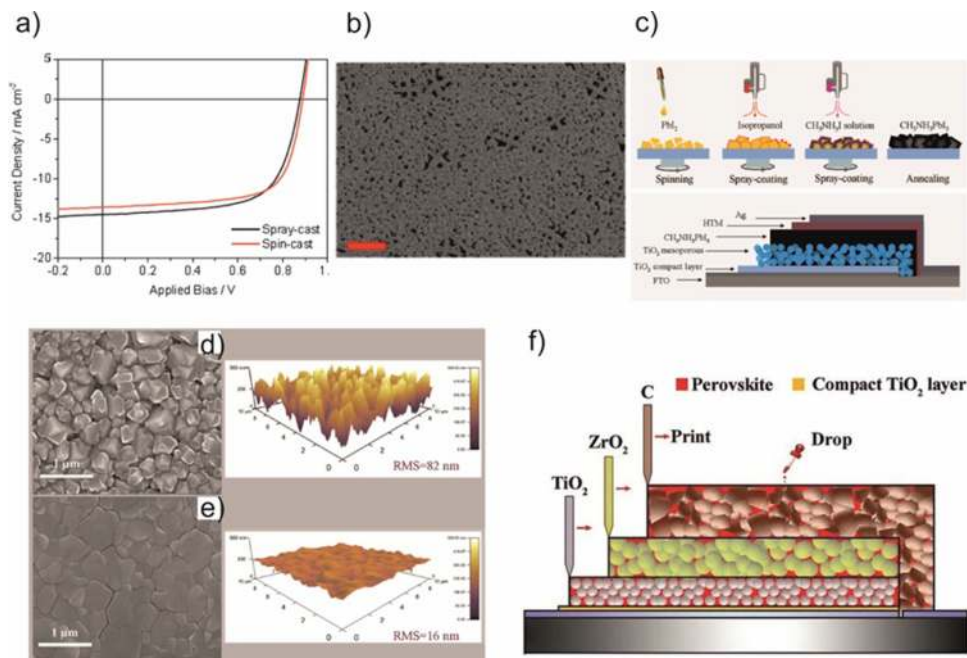 a)
5
0
-5
-10
-15
-20
Current Density / mA cm⁻²
Spray-cast
Spin-cast
-0.2 0.0 0.2 0.4 0.6 0.8 1.
Applied Bias / V
b)
c)
PbI₂
Isopropanol
CH₃NH₃I solution
CH₃NH₃PbI₃
Spinning
Spray-coating
Spray-coating
Annealing
Ag
HTM
CH₃NH₃PbI₃
TiO₂ mesoporous
TiO₂ compact layer
FTO
d)
1 μm
RMS=82 nm
e)
1 μm
RMS=16 nm
f)
Perovskite
Compact TiO₂ layer
C
Print
Drop
ZrO₂
TiO₂